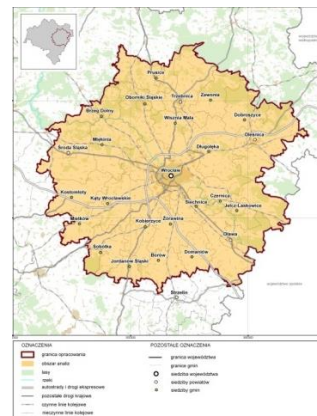 Prusice
Oborniki Śląskie
Trzebnica
Zawonia
Brzeg Dolny
Wisznia Mała
Dobroszyce
Oleśnica
Miękinia
Długołęka
Środa Śląska
Wrocław
Kostomłoty
Kąty Wrocławskie
Siechnice
Czernica
Jelcz-Laskowice
Mietków
Kobierzyce
Żórawina
Oława
Sobótka
Domaniów
Jordanów Śląski
Borów
Strzelin
OZNACZENIA
POZOSTAŁE OZNACZENIA
granica opracowania
obszar analiz
lasy
rzeki
autostrady i drogi ekspresowe
pozostałe drogi krajowe
czynne linie kolejowe
nieczynne linie kolejowe
granice województwa
granice gmin
siedziba województwa
siedziby powiatów
siedziby gmin